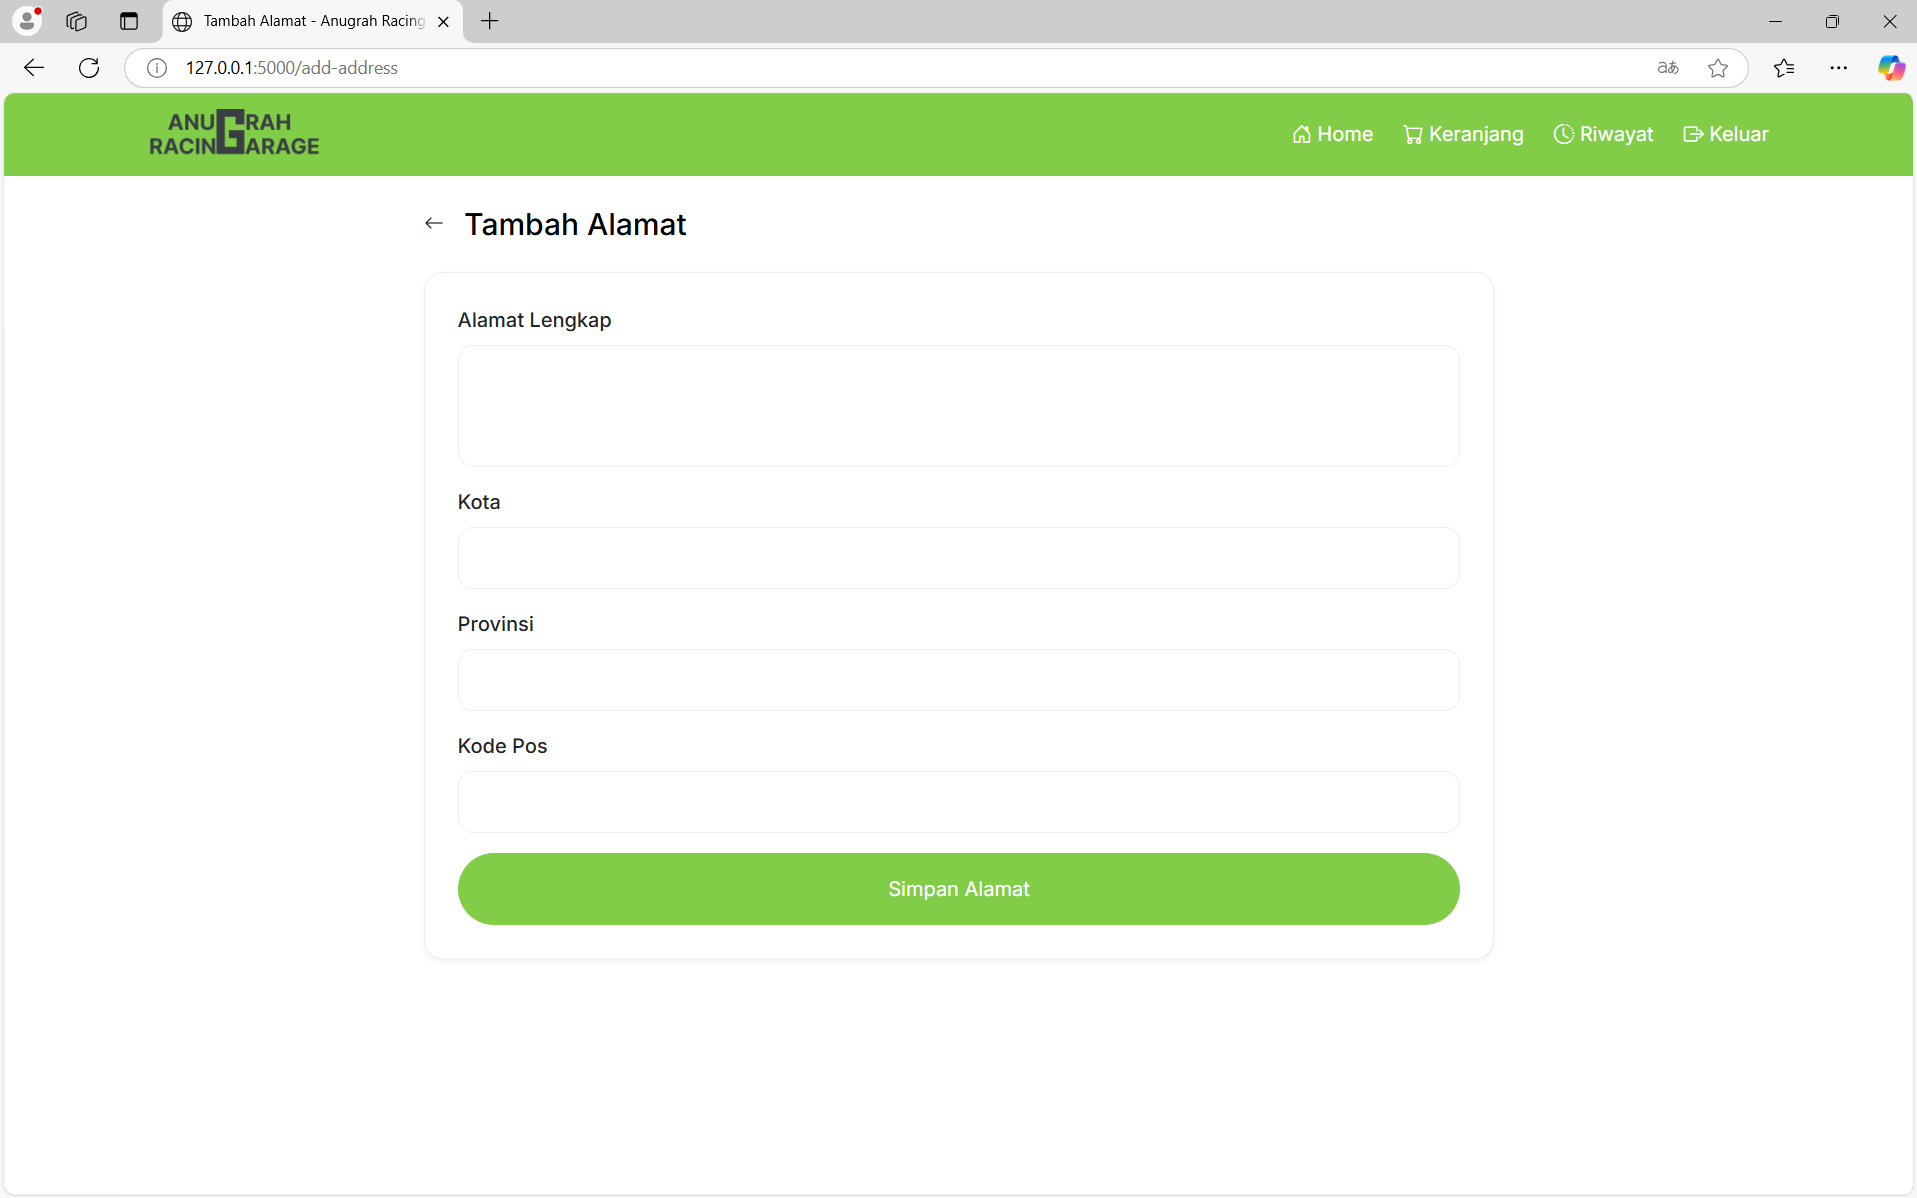 Tambah Alamat - Anugrah Racing
127.0.0.1:5000/add-address
ANUGRAH
RACING GARAGE
Home
Keranjang
Riwayat
Keluar
Tambah Alamat
Alamat Lengkap
Kota
Provinsi
Kode Pos
Simpan Alamat